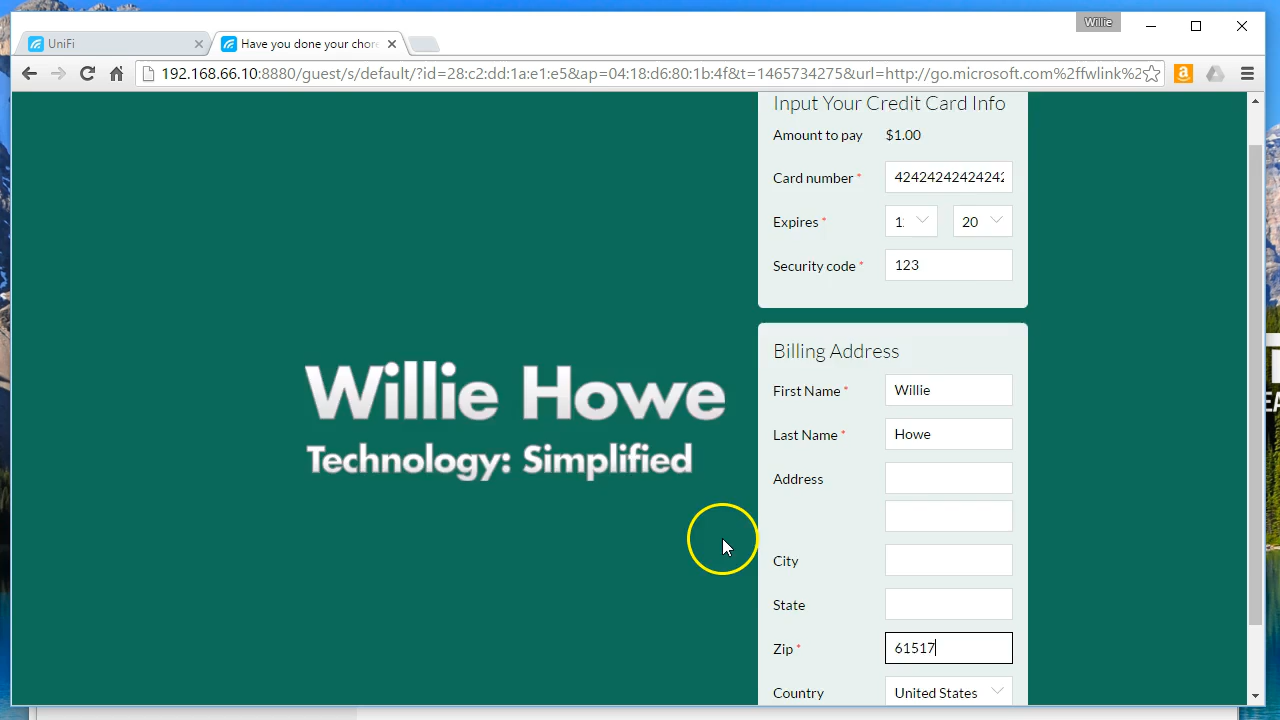 Willie
UniFi
Have you done your chore
192.168.66.10:8880/guest/s/default/?id=28:c2:dd:1a:e1:e5&ap=04:18:d6:80:1b:4f&t=1465734275&url=http://go.microsoft.com%2ffwlink%2
Input Your Credit Card Info
Amount to pay $1.00
Card number * 42424242424242
Expires * 1 20
Security code * 123
Billing Address
First Name * Willie
Last Name * Howe
Address
City
State
Zip * 61517
Country United States
Willie Howe
Technology: Simplified